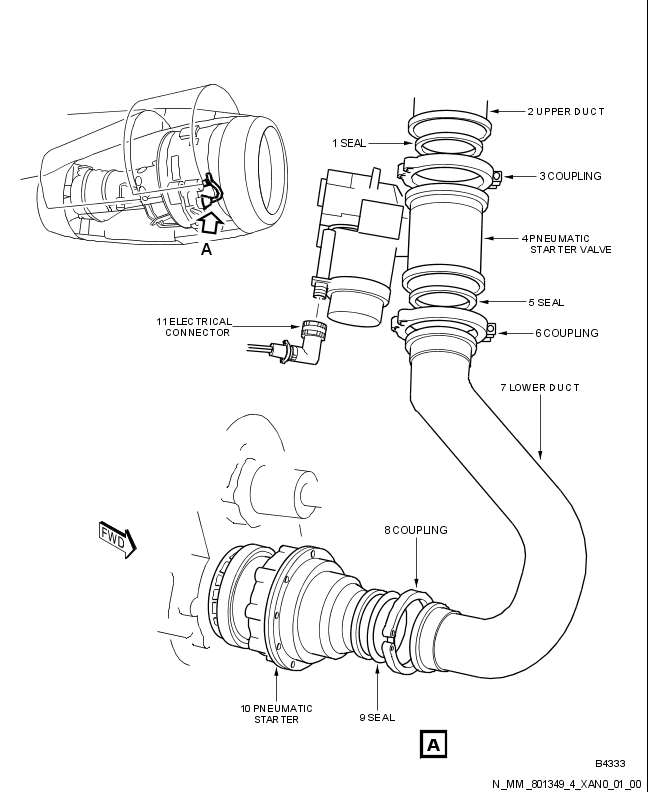 2 UPPER DUCT
1 SEAL
3 COUPLING
4 PNEUMATIC
STARTER VALVE
A
5 SEAL
11 ELECTRICAL
CONNECTOR
6 COUPLING
7 LOWER DUCT
8 COUPLING
FWD
10 PNEUMATIC
STARTER
9 SEAL
A
B4333
N_MM_801349_4_XAN0_01_00